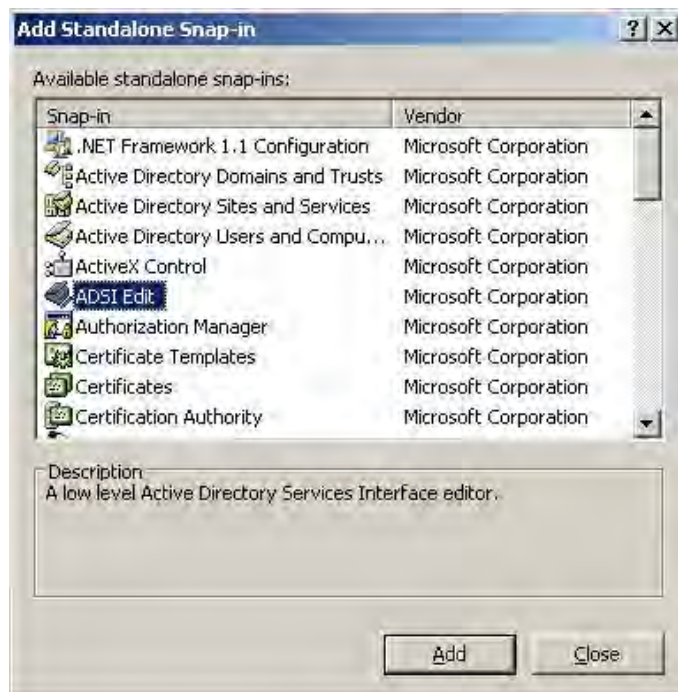 Add Standalone Snap-in
Available standalone snap-ins:
Snap-in Vendor
.NET Framework 1.1 Configuration Microsoft Corporation
Active Directory Domains and Trusts Microsoft Corporation
Active Directory Sites and Services Microsoft Corporation
Active Directory Users and Compu... Microsoft Corporation
ActiveX Control Microsoft Corporation
ADSI Edit Microsoft Corporation
Authorization Manager Microsoft Corporation
Certificate Templates Microsoft Corporation
Certificates Microsoft Corporation
Certification Authority Microsoft Corporation
Description
A low level Active Directory Services Interface editor.
Add Close